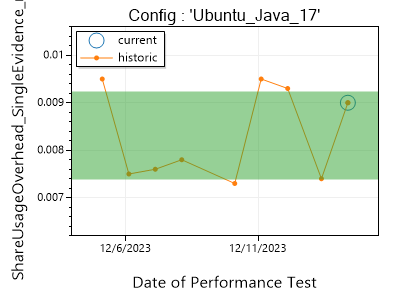 Config : 'Ubuntu_Java_17'
current
historic
0.01
0.009
0.008
0.007
ShareUsageOverhead_SingleEvidence_
12/6/2023
12/11/2023
Date of Performance Test